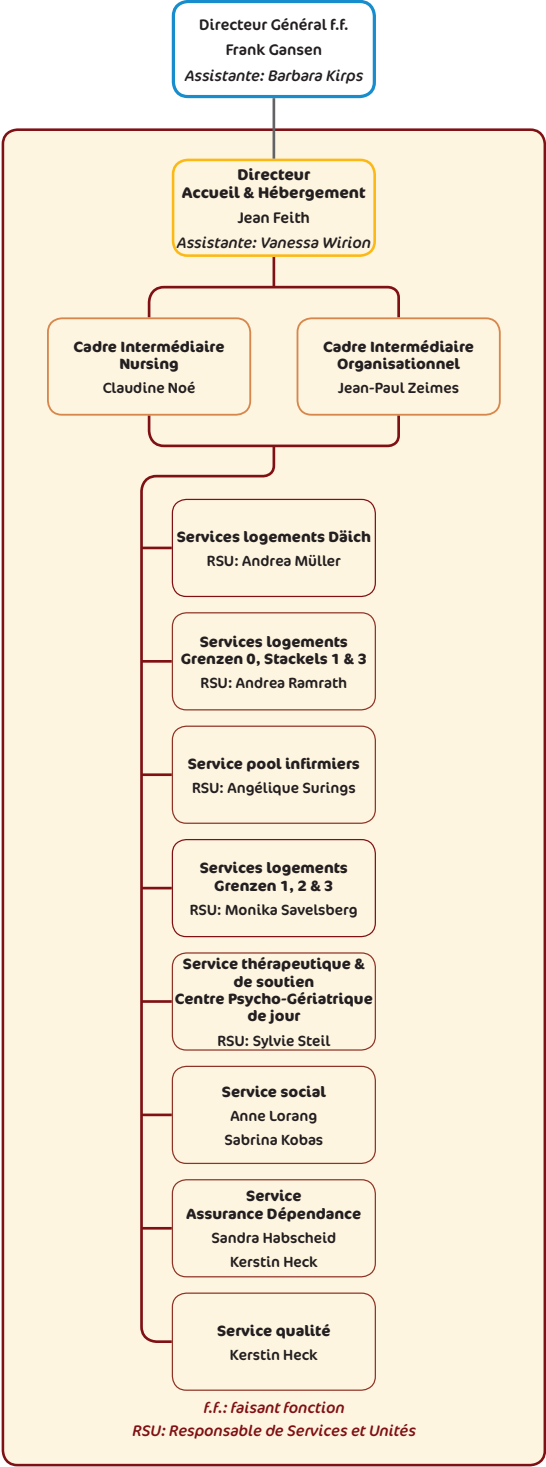 Directeur Général f.f.
Frank Gansen
Assistante: Barbara Kirps
Directeur
Accueil & Hébergement
Jean Feith
Assistante: Vanessa Wirion
Cadre Intermédiaire
Nursing
Claudine Noé
Cadre Intermédiaire
Organisationnel
Jean-Paul Zeimes
Services logements Däich
RSU: Andrea Müller
Services logements
Grenzen 0, Stackels 1 & 3
RSU: Andrea Ramrath
Service pool infirmiers
RSU: Angélique Surings
Services logements
Grenzen 1, 2 & 3
RSU: Monika Savelsberg
Service thérapeutique &
de soutien
Centre Psycho-Gériatrique
de jour
RSU: Sylvie Steil
Service social
Anne Lorang
Sabrina Kobas
Service
Assurance Dépendance
Sandra Habscheid
Kerstin Heck
Service qualité
Kerstin Heck
f.f.: faisant fonction
RSU: Responsable de Services et Unités